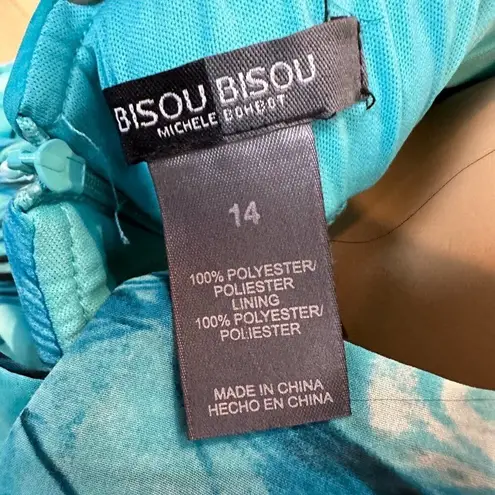 BISOU BISOU
MICHELE BOHBOT
14
100% POLYESTER/
POLIESTER
LINING
100% POLYESTER/
POLIESTER
MADE IN CHINA
HECHO EN CHINA